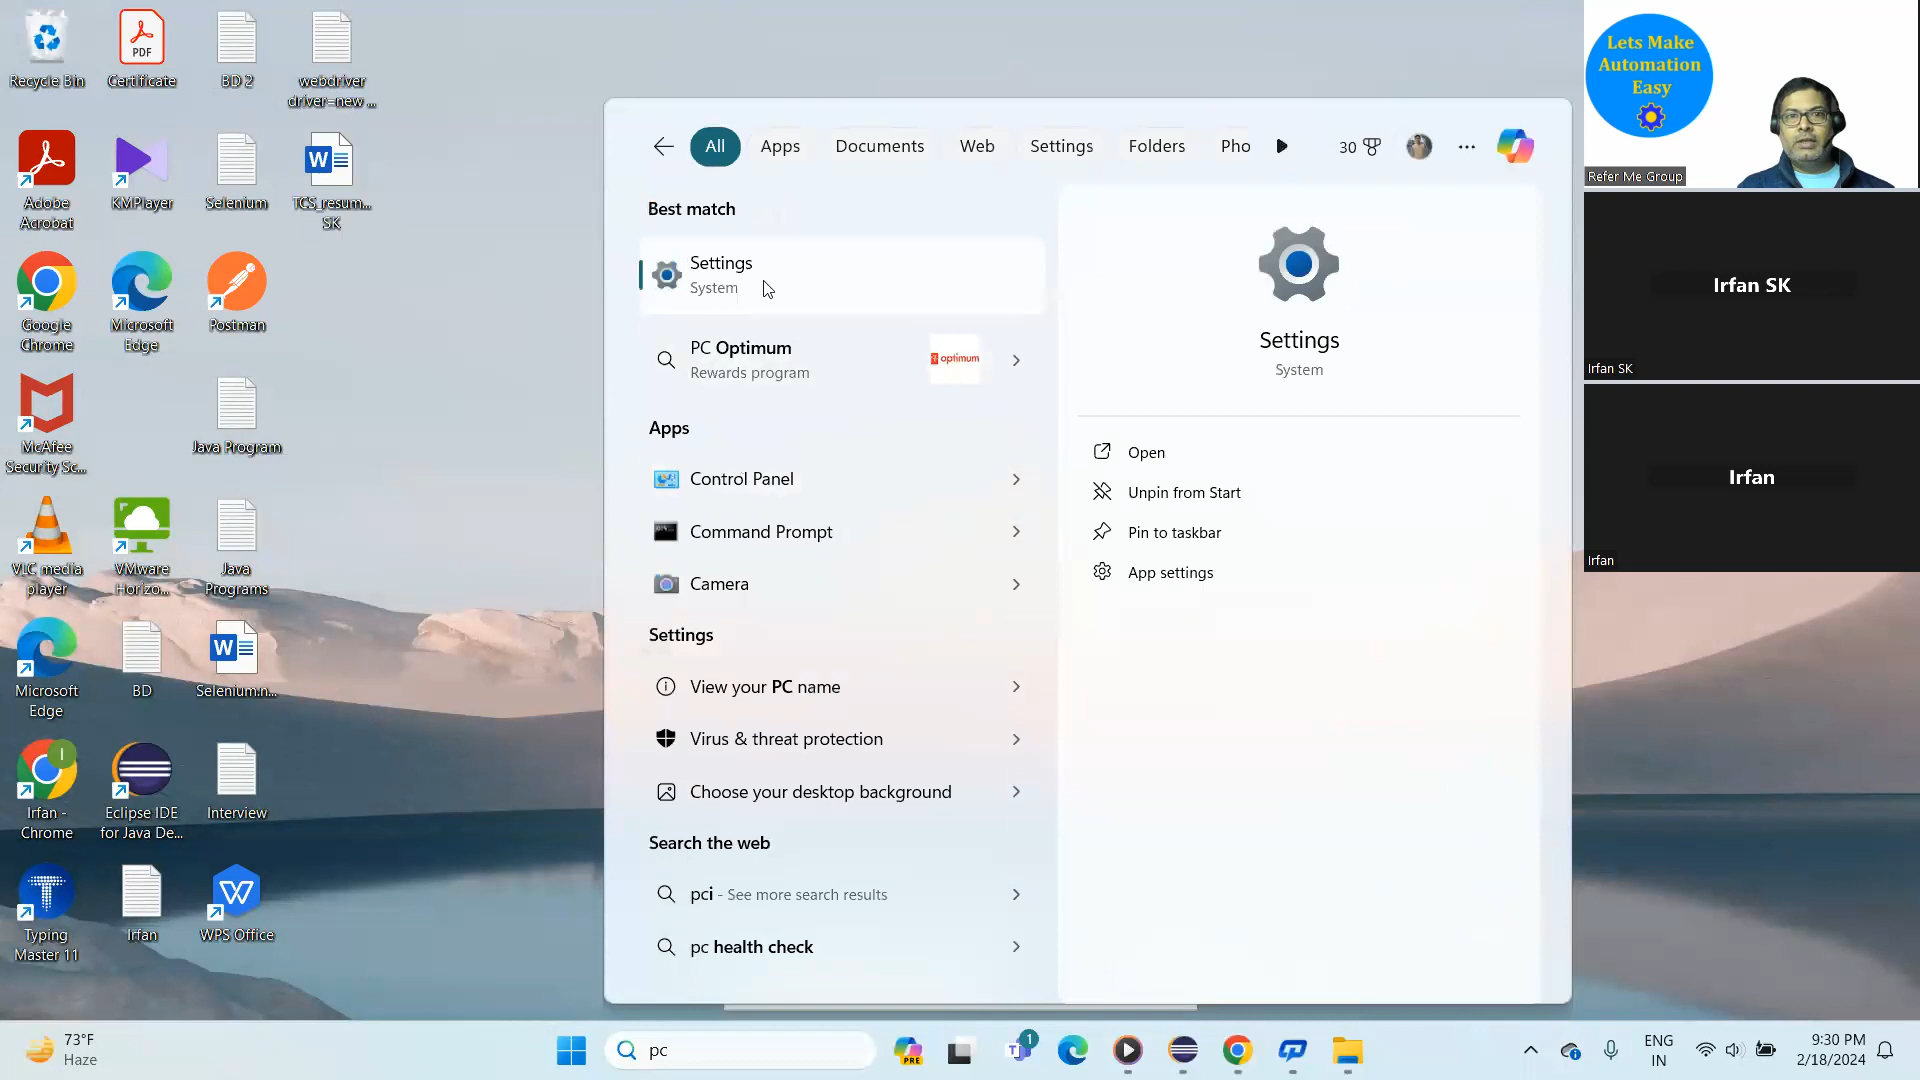 Recycle Bin
PDF
Certificate
BD 2
webdriver
driver=new ...
Adobe
Acrobat
KMPlayer
Selenium
W
TCS_resum...
SK
Google
Chrome
Microsoft
Edge
Postman
McAfee
Security Sc...
Java Program
VLC media
player
VMware
Horizo...
Java
Programs
Microsoft
Edge
BD
W
Selenium.n...
I
Irfan -
Chrome
Eclipse IDE
for Java De...
Interview
T
Typing
Master 11
Irfan
W
WPS Office
All
Apps
Documents
Web
Settings
Folders
Pho
30
Best match
Settings
System
PC Optimum
Rewards program
optimum
Apps
Control Panel
Command Prompt
Camera
Settings
View your PC name
Virus & threat protection
Choose your desktop background
Search the web
pci - See more search results
pc health check
Settings
System
Open
Unpin from Start
Pin to taskbar
App settings
Lets Make
Automation
Easy
Refer Me Group
Irfan SK
Irfan SK
Irfan
Irfan
73°F
Haze
pc
PRE
1
ENG
IN
9:30 PM
2/18/2024